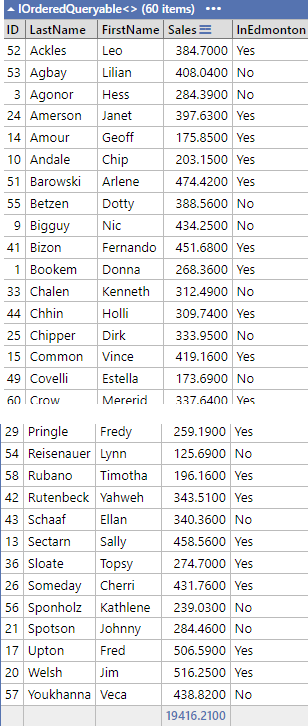 IOrderedQueryable<> (60 items) •••
ID LastName FirstName Sales InEdmonton
52 Ackles Leo 384.7000 Yes
53 Agbay Lilian 408.0400 No
3 Agonor Hess 284.3900 No
24 Amerson Janet 397.6300 Yes
14 Amour Geoff 175.8500 Yes
10 Andale Chip 203.1500 Yes
51 Barowski Arlene 474.4200 Yes
55 Betzen Dotty 388.5600 No
9 Bigguy Nic 434.2500 No
41 Bizon Fernando 451.6800 Yes
1 Bookem Donna 268.3600 Yes
33 Chalen Kenneth 312.4900 No
44 Chhin Holli 309.7400 Yes
25 Chipper Dirk 333.9500 No
15 Common Vince 419.1600 Yes
49 Covelli Estella 173.6900 No
60 Crow Mererid 337.6400 Yes
29 Pringle Fredy 259.1900 Yes
54 Reisenauer Lynn 125.6900 No
58 Rubano Timotha 196.1600 Yes
42 Rutenbeck Yahweh 343.5100 Yes
43 Schaaf Ellan 340.3600 No
13 Sectarn Sally 458.5600 Yes
36 Sloate Topsy 274.7000 Yes
26 Someday Cherri 431.7600 Yes
56 Sponholz Kathlene 239.0300 No
21 Spotson Johnny 284.4600 No
17 Upton Fred 506.5900 Yes
20 Welsh Jim 516.2500 Yes
57 Youkhanna Veca 438.8200 No
19416.2100